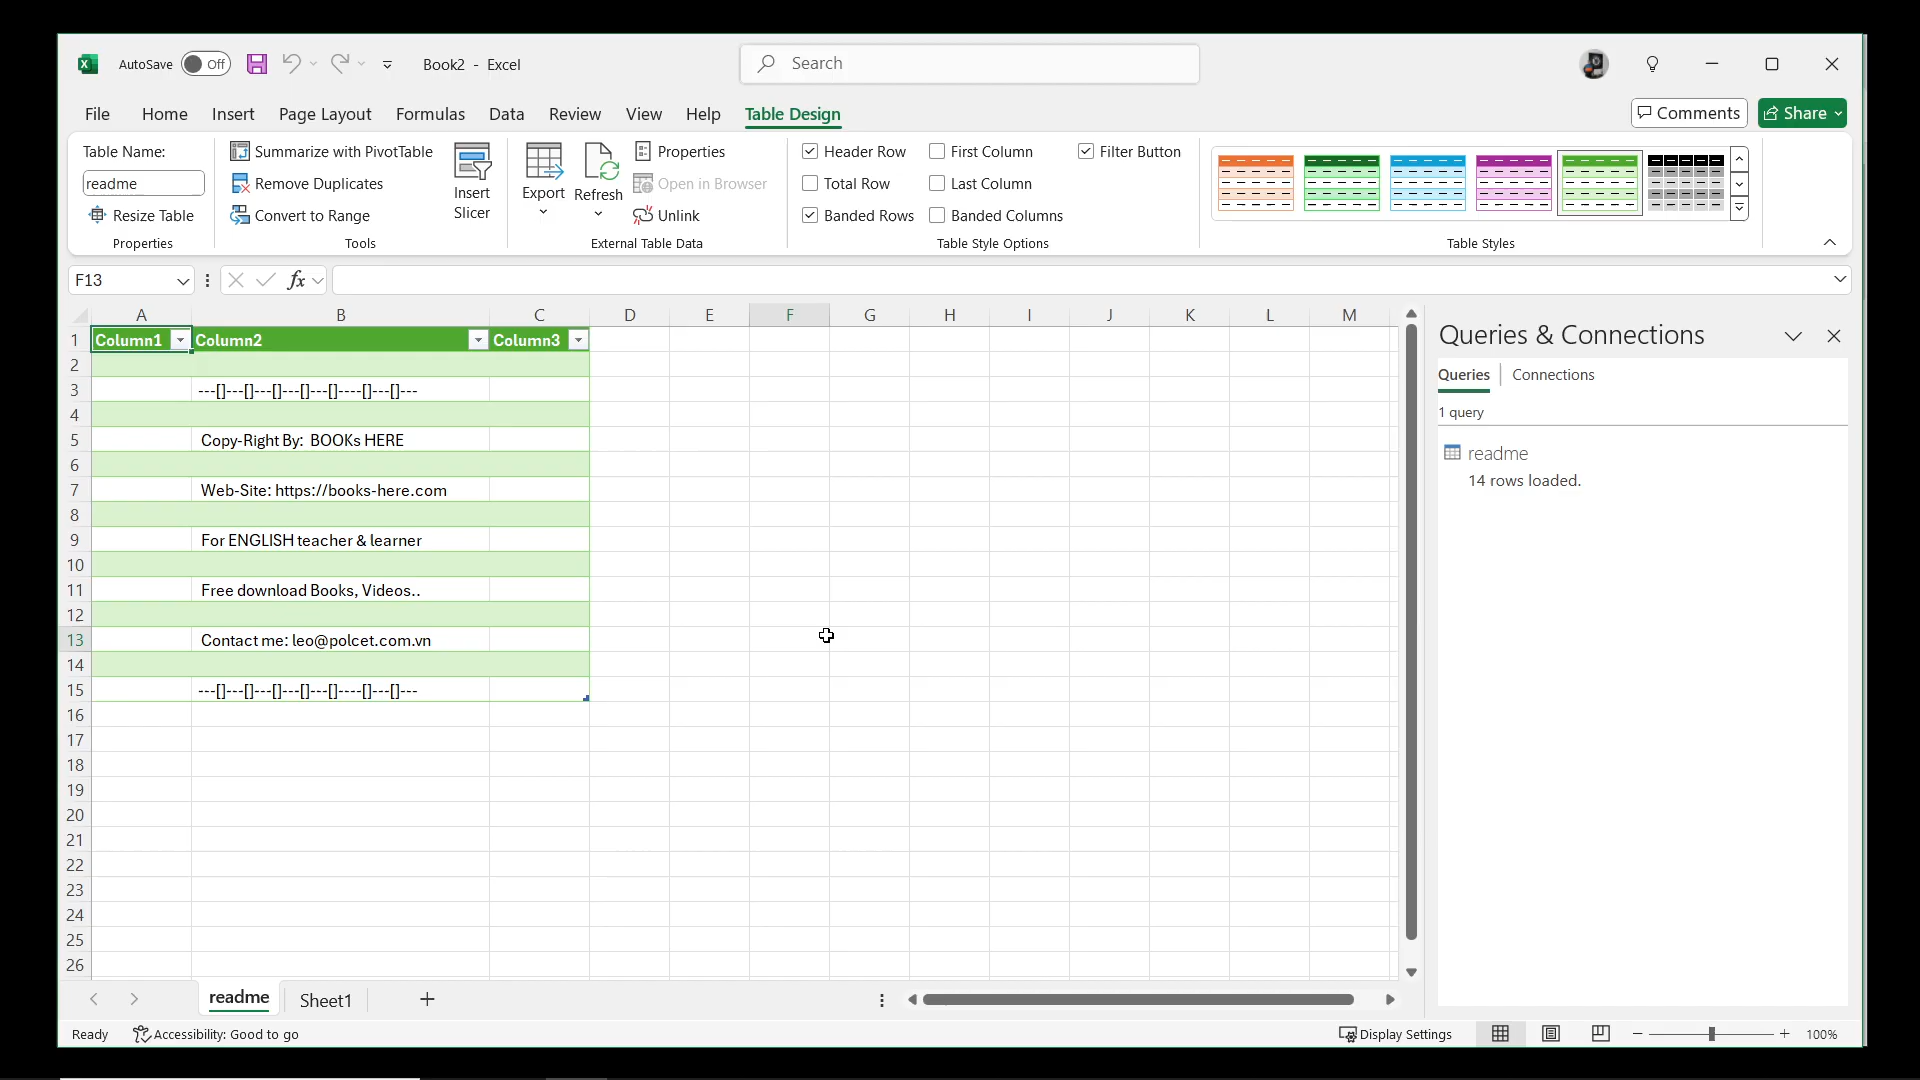 AutoSave Off Book2 - Excel Search
File Home Insert Page Layout Formulas Data Review View Help Table Design Comments Share
Table Name:
readme
Resize Table
Properties
Summarize with PivotTable
Remove Duplicates
Convert to Range
Tools
Insert
Slicer
Export
Refresh
Properties
Open in Browser
Unlink
External Table Data
Header Row First Column Filter Button
Total Row Last Column
Banded Rows Banded Columns
Table Style Options
Table Styles
F13 fx
A B C D E F G H I J K L M
1 Column1 Column2 Column3
2
3 ---[]---[]---[]---[]---[]----[]---[]---
4
5 Copy-Right By: BOOKs HERE
6
7 Web-Site: https://books-here.com
8
9 For ENGLISH teacher & learner
10
11 Free download Books, Videos..
12
13 Contact me: leo@polcet.com.vn
14
15 ---[]---[]---[]---[]---[]----[]---[]---
16
17
18
19
20
21
22
23
24
25
26
Queries & Connections
Queries Connections
1 query
readme
14 rows loaded.
readme Sheet1
Ready Accessibility: Good to go Display Settings 100%